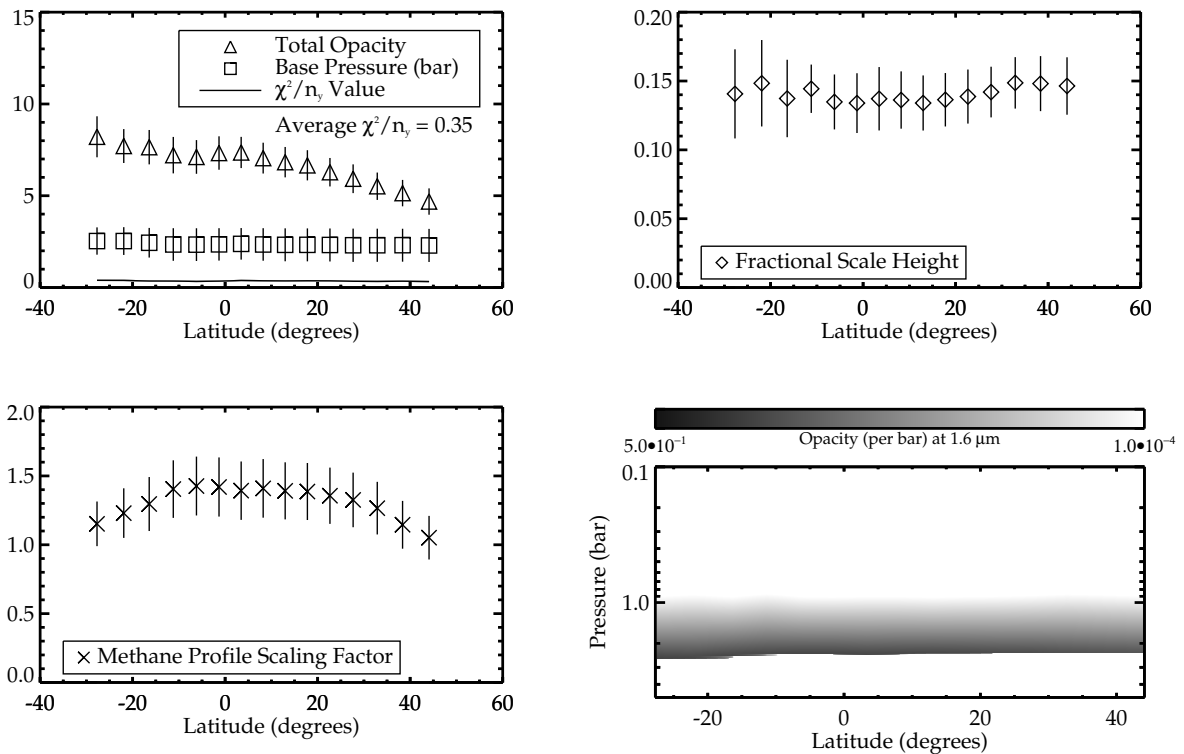 15
10
5
0
Total Opacity
Base Pressure (bar)
χ²/nᵧ Value
Average χ²/nᵧ = 0.35
-40 -20 0 20 40 60
Latitude (degrees)
0.20
0.15
0.10
0.05
0.00
Fractional Scale Height
-40 -20 0 20 40 60
Latitude (degrees)
2.0
1.5
1.0
0.5
0.0
Methane Profile Scaling Factor
-40 -20 0 20 40 60
Latitude (degrees)
5.0•10⁻¹ Opacity (per bar) at 1.6 μm 1.0•10⁻⁴
0.1
1.0
Pressure (bar)
-20 0 20 40
Latitude (degrees)